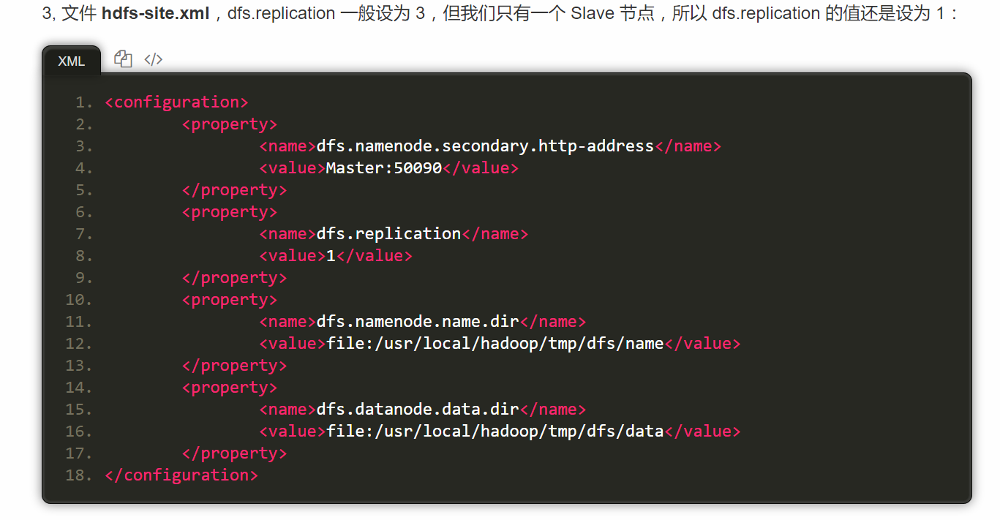 3, 文件 hdfs-site.xml，dfs.replication 一般设为 3，但我们只有一个 Slave 节点，所以 dfs.replication 的值还是设为 1：
XML </>
1. <configuration>
2. <property>
3. <name>dfs.namenode.secondary.http-address</name>
4. <value>Master:50090</value>
5. </property>
6. <property>
7. <name>dfs.replication</name>
8. <value>1</value>
9. </property>
10. <property>
11. <name>dfs.namenode.name.dir</name>
12. <value>file:/usr/local/hadoop/tmp/dfs/name</value>
13. </property>
14. <property>
15. <name>dfs.datanode.data.dir</name>
16. <value>file:/usr/local/hadoop/tmp/dfs/data</value>
17. </property>
18. </configuration>